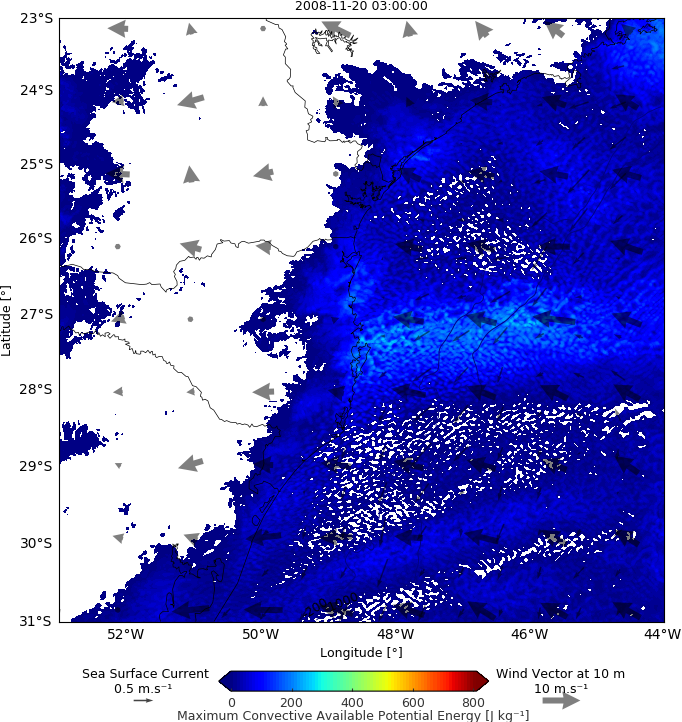 2008-11-20 03:00:00
23°S
24°S
25°S
26°S
27°S
28°S
29°S
30°S
31°S
Latitude [°]
52°W 50°W 48°W 46°W 44°W
Longitude [°]
Sea Surface Current
0.5 m.s⁻¹
Wind Vector at 10 m
10 m.s⁻¹
0 200 400 600 800
Maximum Convective Available Potential Energy [J kg⁻¹]